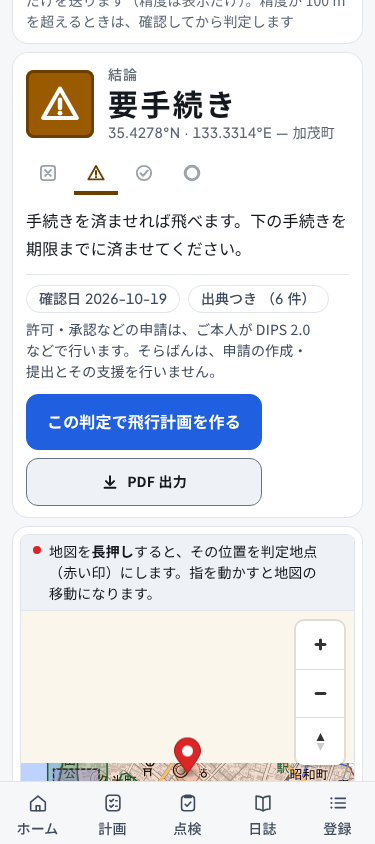 だけを送ります（精度は表示だけ）。精度が 100 m
を超えるときは、確認してから判定します
結論
要手続き
35.4278°N · 133.3314°E — 加茂町
手続きを済ませれば飛べます。下の手続きを
期限までに済ませてください。
確認日 2026-10-19
出典つき （6 件）
許可・承認などの申請は、ご本人が DIPS 2.0
などで行います。そらばんは、申請の作成・
提出とその支援を行いません。
この判定で飛行計画を作る
PDF 出力
地図を長押しすると、その位置を判定地点
（赤い印）にします。指を動かすと地図の
移動になります。
昭和町
ホーム
計画
点検
日誌
登録